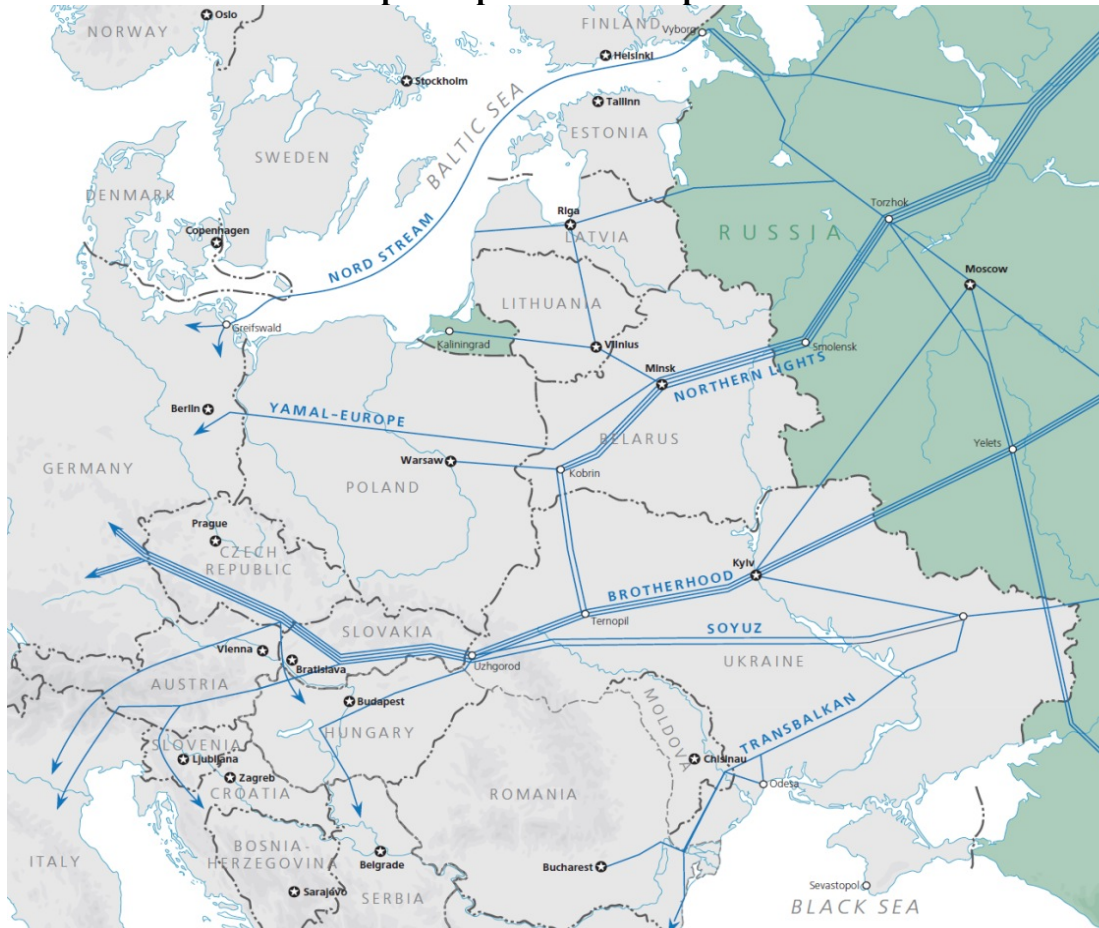 NORWAY
Oslo
FINLAND
Vyborg
Helsinki
Stockholm
Tallinn
BALTIC SEA
ESTONIA
SWEDEN
DENMARK
Torzhok
Riga
LATVIA
RUSSIA
Copenhagen
NORD STREAM
Moscow
LITHUANIA
Greifswald
Kaliningrad
Vilnius
Smolensk
Minsk
NORTHERN LIGHTS
Berlin
YAMAL–EUROPE
BELARUS
Yelets
Warsaw
Kobrin
GERMANY
POLAND
Prague
CZECH
REPUBLIC
Kyiv
BROTHERHOOD
Ternopil
SLOVAKIA
SOYUZ
Vienna
Bratislava
Uzhgorod
UKRAINE
AUSTRIA
Budapest
MOLDOVA
HUNGARY
TRANSBALKAN
SLOVENIA
Ljubljana
Chisinau
Zagreb
CROATIA
Odesa
ROMANIA
BOSNIA-
HERZEGOVINA
ITALY
Belgrade
Bucharest
Sarajevo
SERBIA
Sevastopol
BLACK SEA